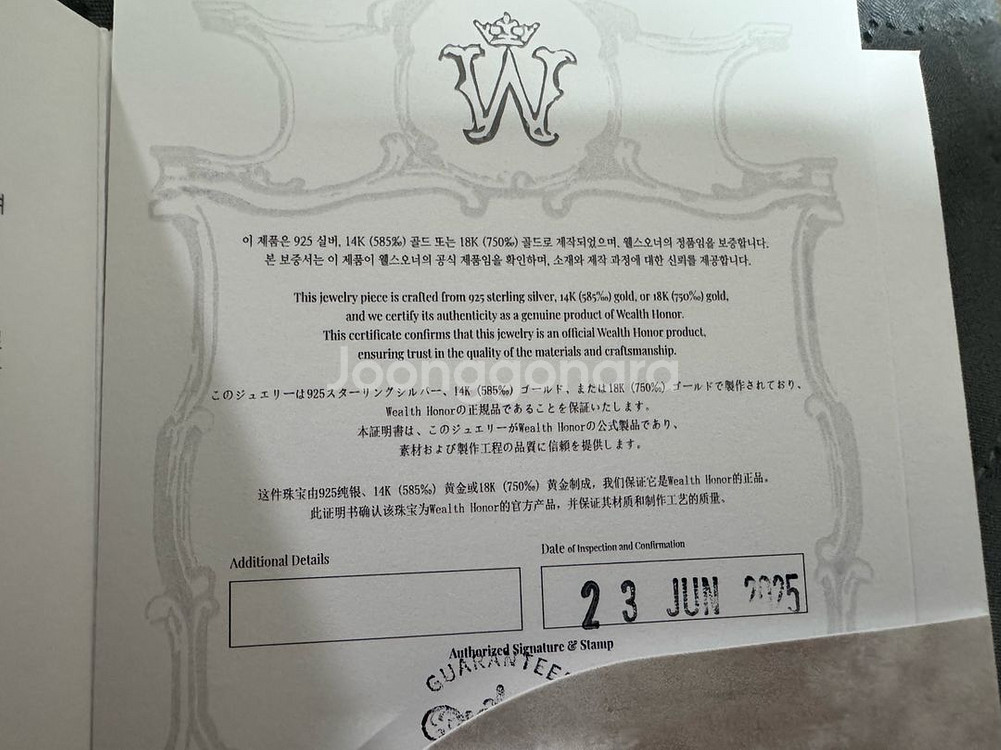 W
이 제품은 925 실버, 14K (585‰) 골드 또는 18K (750‰) 골드로 제작되었으며, 웰스오너의 정품임을 보증합니다.
본 보증서는 이 제품이 웰스오너의 공식 제품임을 확인하며, 소재와 제작 과정에 대한 신뢰를 제공합니다.
This jewelry piece is crafted from 925 sterling silver, 14K (585‰) gold, or 18K (750‰) gold,
and we certify its authenticity as a genuine product of Wealth Honor.
This certificate confirms that this jewelry is an official Wealth Honor product,
ensuring trust in the quality of the materials and craftsmanship.
Joonggonara
このジュエリーは925スターリングシルバー、14K (585‰) ゴールド、または18K (750‰) ゴールドで製作されており、
Wealth Honorの正規品であることを保証いたします。
本証明書は、このジュエリーがWealth Honorの公式製品であり、
素材および製作工程の品質に信頼を提供します。
这件珠宝由925纯银、14K (585‰) 黄金或18K (750‰) 黄金制成，我们保证它是Wealth Honor的正品。
此证明书确认该珠宝为Wealth Honor的官方产品，并保证其材质和制作工艺的质量、
Additional Details
Date of Inspection and Confirmation
23 JUN 2025
Authorized Signature & Stamp